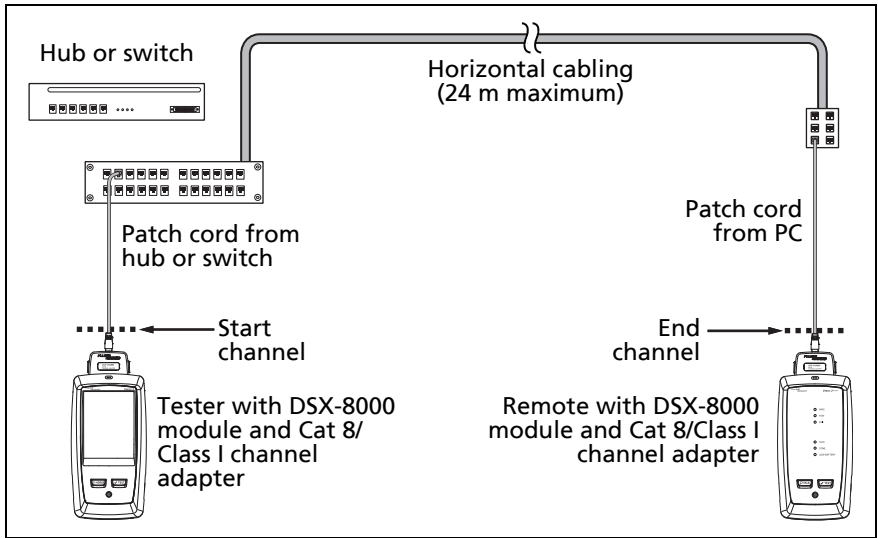 Hub or switch
Horizontal cabling
(24 m maximum)
Patch cord from
hub or switch
Patch cord
from PC
Start
channel
End
channel
Tester with DSX-8000
module and Cat 8/
Class I channel
adapter
Remote with DSX-8000
module and Cat 8/Class I
channel adapter